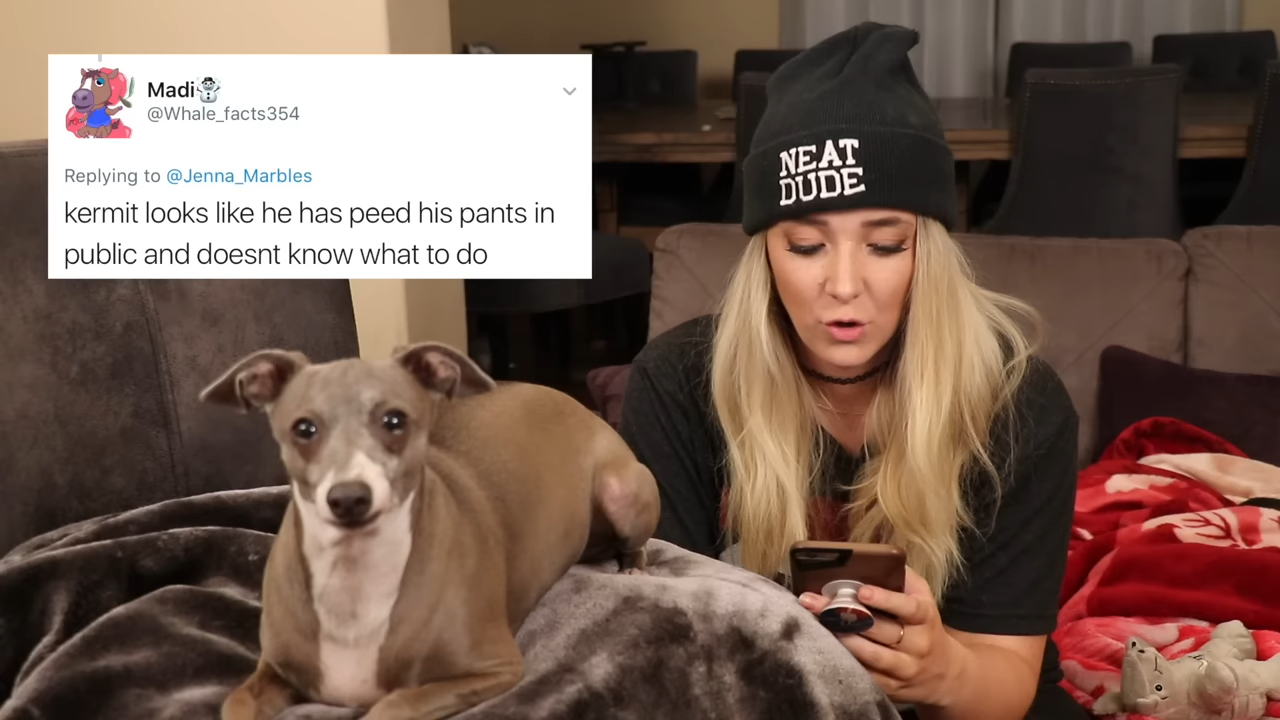 Madi⛄
@Whale_facts354
Replying to @Jenna_Marbles
kermit looks like he has peed his pants in
public and doesnt know what to do
NEAT
DUDE